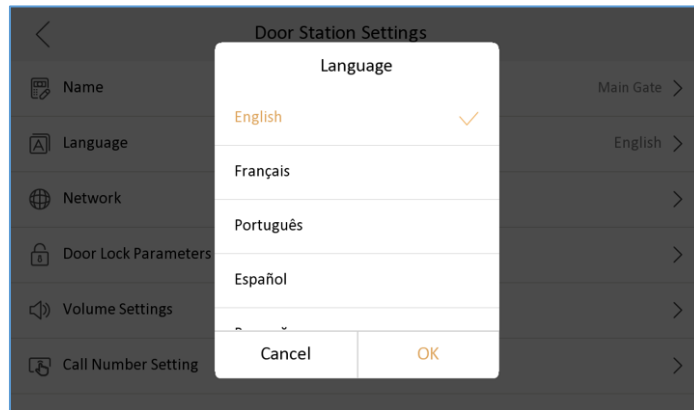 Door Station Settings
Language
Name
Main Gate
English
Language
English
Français
Network
Português
Door Lock Parameters
Español
Volume Settings
Cancel
OK
Call Number Setting